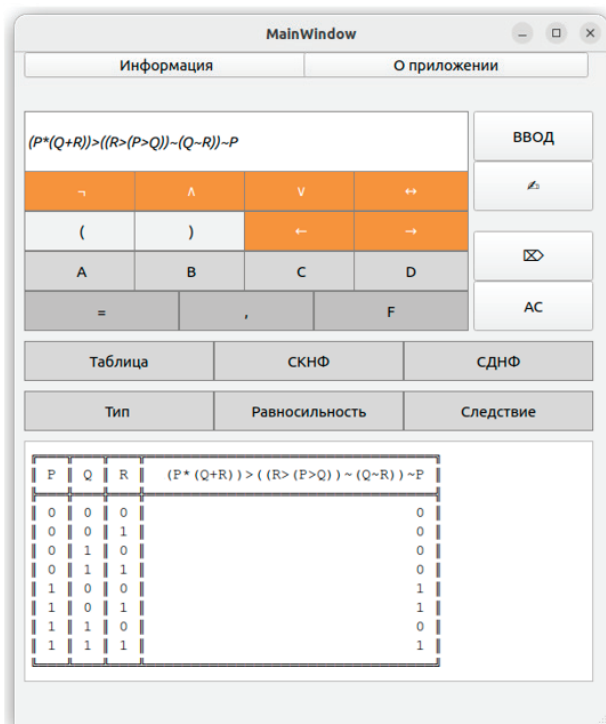 MainWindow
Информация О приложении
(P*(Q+R))>((R>(P>Q))~(Q~R))~P ВВОД
¬ ∧ ∨ ↔ ✍
( ) ← → ⌦
A B C D
= , F AC
Таблица СКНФ СДНФ
Тип Равносильность Следствие
P Q R (P*(Q+R))>((R>(P>Q))~(Q~R))~P
0 0 0 0
0 0 1 0
0 1 0 0
0 1 1 0
1 0 0 1
1 0 1 1
1 1 0 0
1 1 1 1